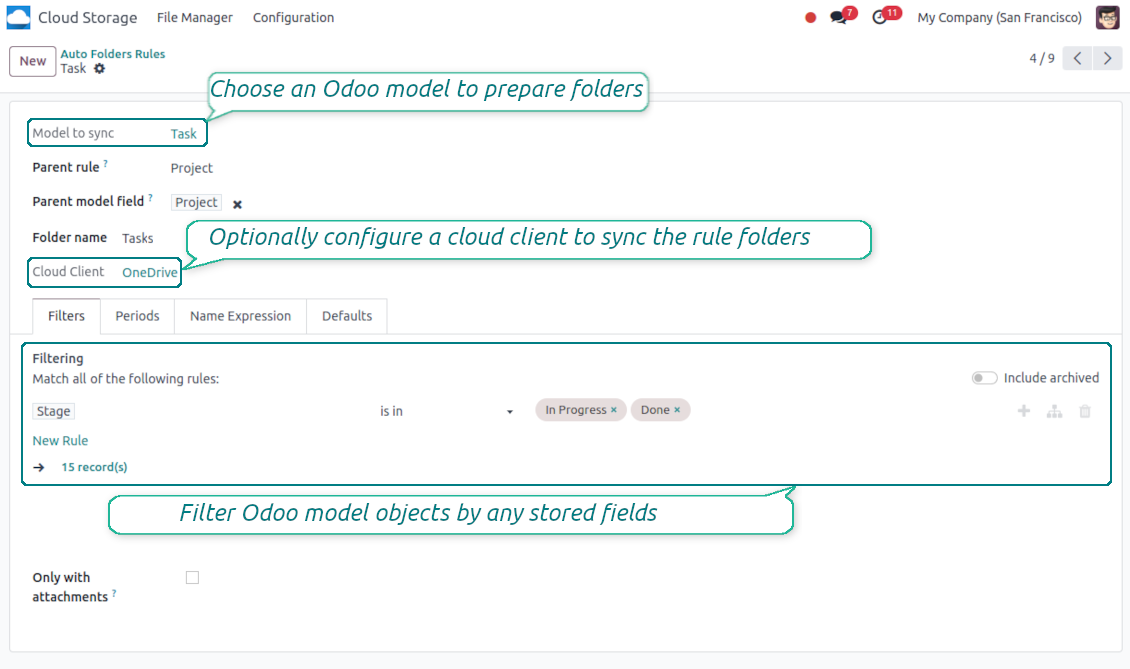 Cloud Storage File Manager Configuration 7 11 My Company (San Francisco)
New Auto Folders Rules 4 / 9
Task
Choose an Odoo model to prepare folders
Model to sync Task
Parent rule ? Project
Parent model field ? Project ×
Optionally configure a cloud client to sync the rule folders
Folder name Tasks
Cloud Client OneDrive
Filters Periods Name Expression Defaults
Filtering
Match all of the following rules: Include archived
Stage is in In Progress × Done ×
New Rule
→ 15 record(s)
Filter Odoo model objects by any stored fields
Only with
attachments ?